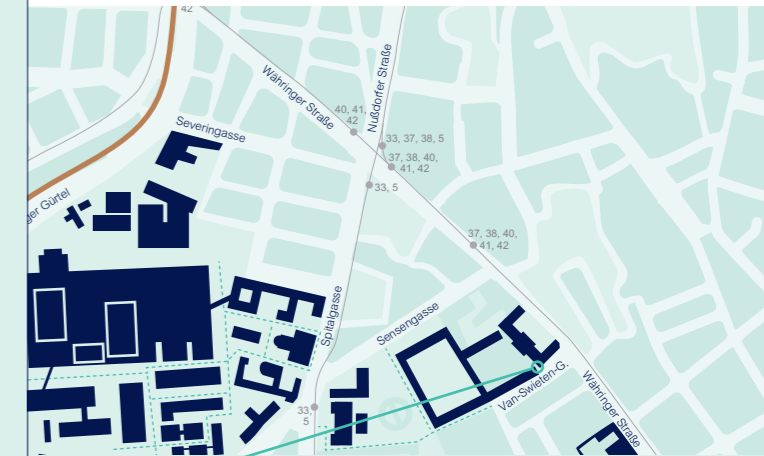 42
Währinger Straße
Nußdorfer Straße
40, 41,
42
Severingasse
33, 37, 38, 5
37, 38, 40,
41, 42
33, 5
ger Gürtel
37, 38, 40,
41, 42
Spitalgasse
Sensengasse
Van-Swieten-G.
Währinger Straße
33,
5